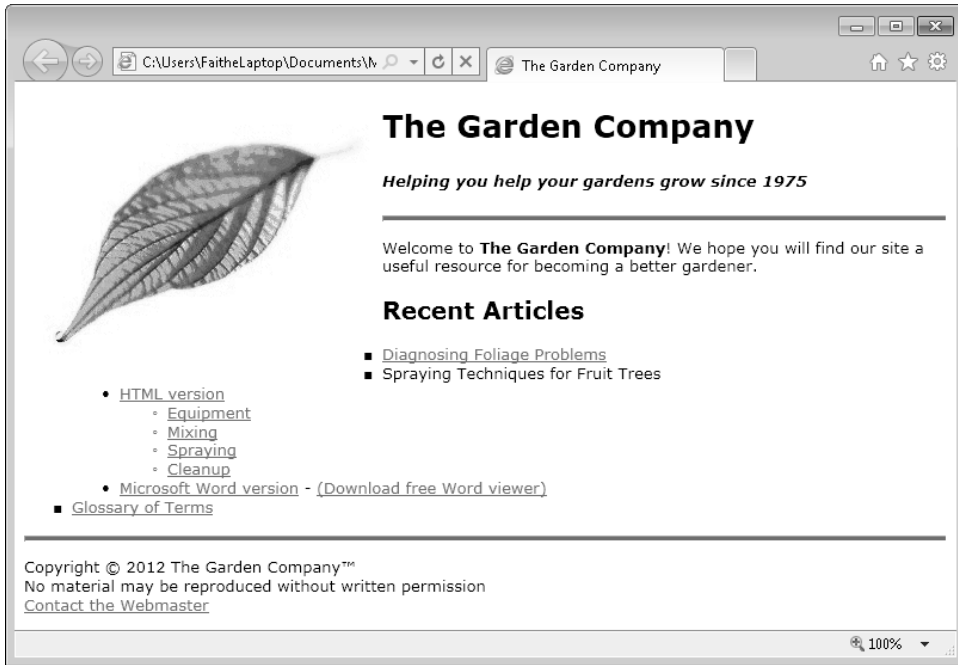 C:\Users\FaitheLaptop\Documents\M
The Garden Company
The Garden Company
Helping you help your gardens grow since 1975
Welcome to The Garden Company! We hope you will find our site a
useful resource for becoming a better gardener.
Recent Articles
Diagnosing Foliage Problems
Spraying Techniques for Fruit Trees
HTML version
Equipment
Mixing
Spraying
Cleanup
Microsoft Word version - (Download free Word viewer)
Glossary of Terms
Copyright © 2012 The Garden Company™
No material may be reproduced without written permission
Contact the Webmaster
100%